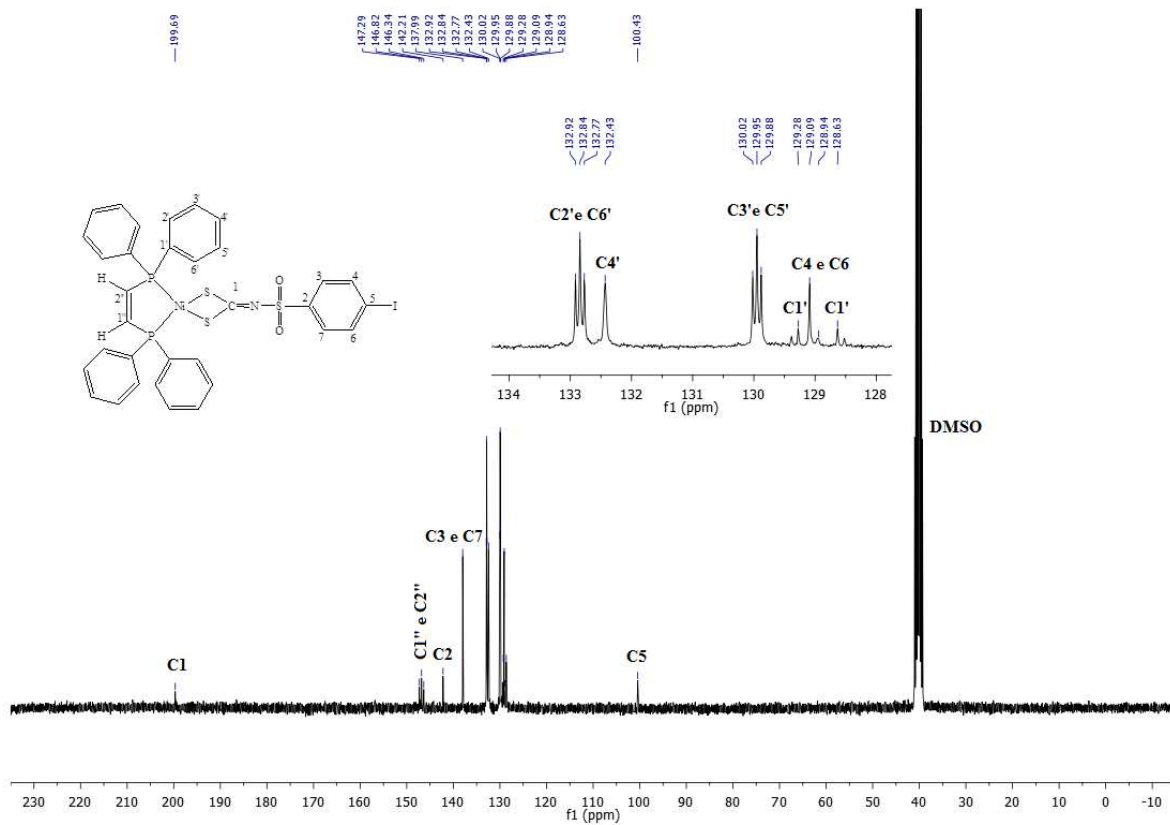 199.69
147.29
146.82
146.34
142.21
137.99
132.92
132.84
132.77
132.43
130.02
129.95
129.88
129.28
129.09
128.94
128.63
100.43
132.92
132.84
132.77
132.43
130.02
129.95
129.88
129.28
129.09
128.94
128.63
C2'e C6'
C4'
C3'e C5'
C4 e C6
C1'
C1'
134 133 132 131 130 129 128
f1 (ppm)
3'
2'
4'
1'
5'
6'
P
H
2"
S
O
3
4
1
Ni
C
N
S
2
5
I
1"
S
O
7
6
H
P
DMSO
C3 e C7
C1" e C2"
C2
C1
C5
230 220 210 200 190 180 170 160 150 140 130 120 110 100 90 80 70 60 50 40 30 20 10 0 -10
f1 (ppm)